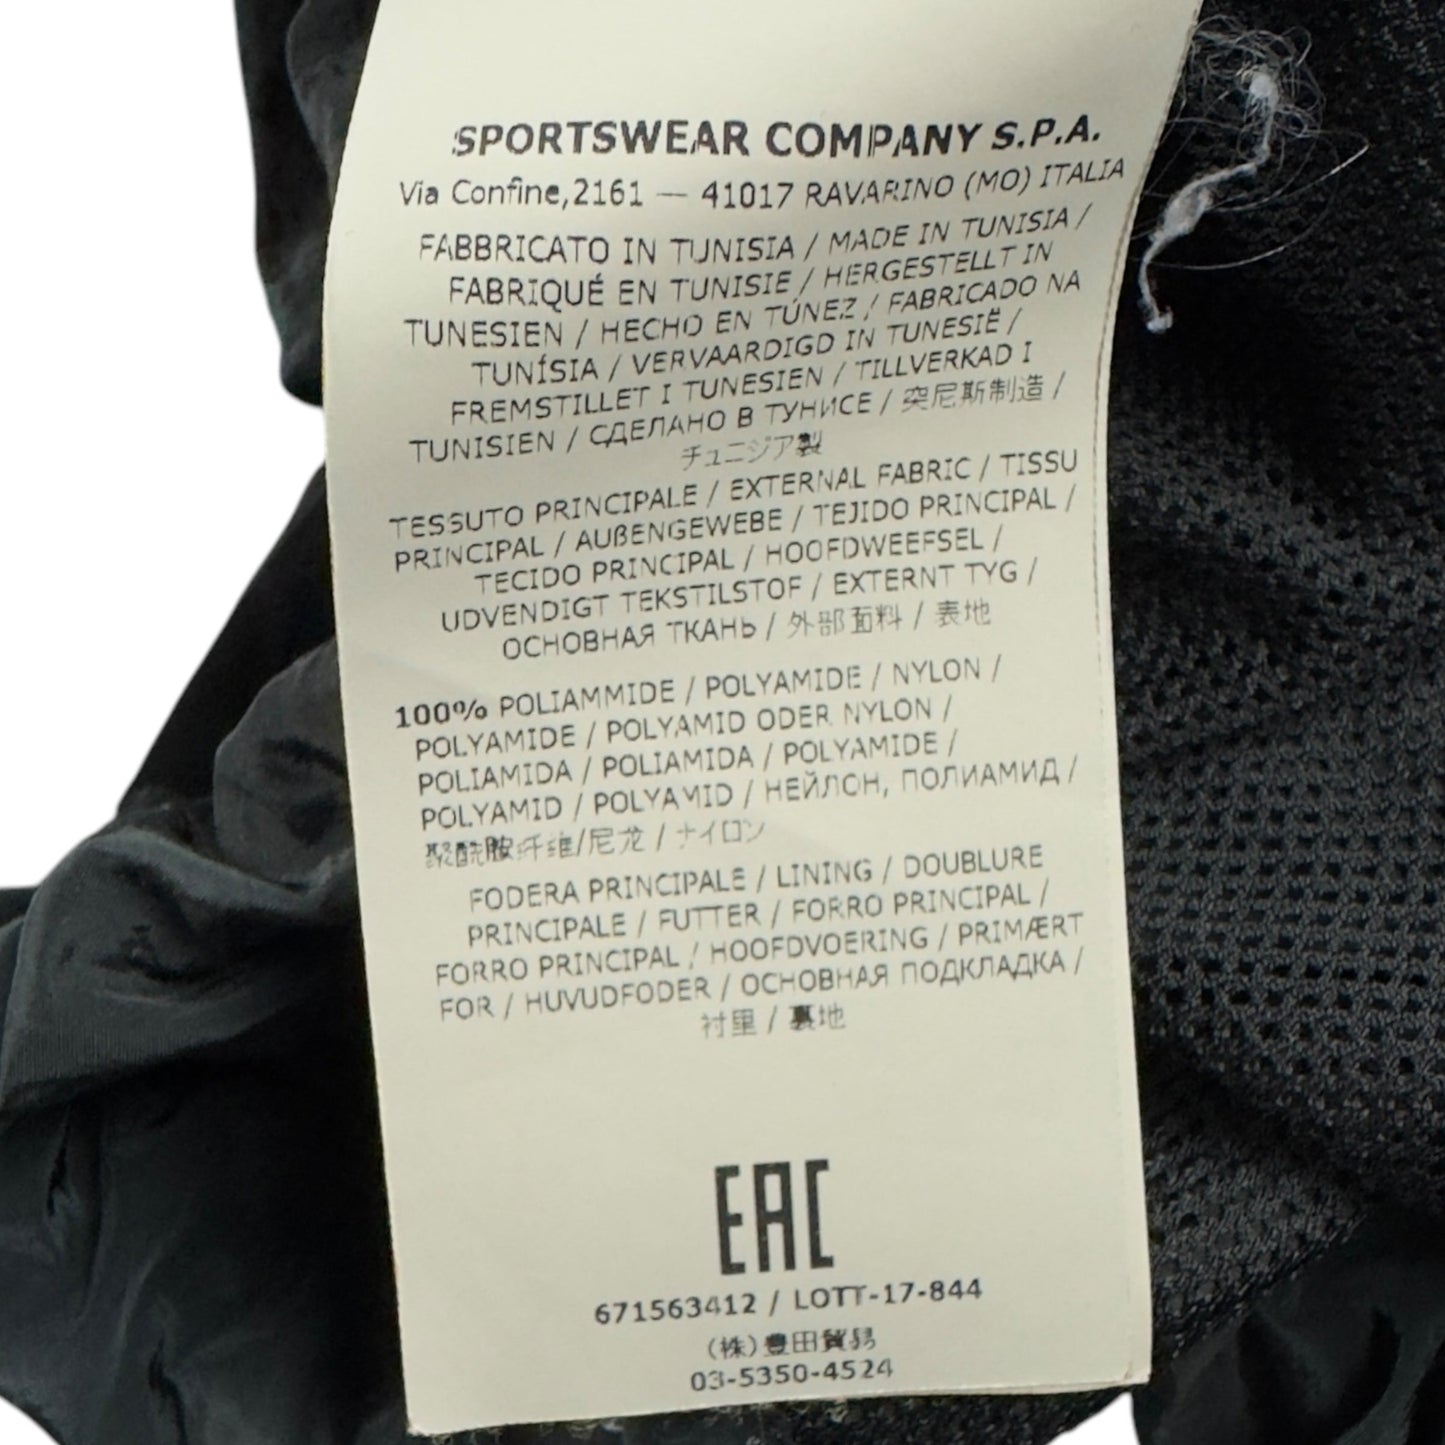 SPORTSWEAR COMPANY S.P.A.
Via Confine,2161 — 41017 RAVARINO (MO) ITALIA
FABBRICATO IN TUNISIA / MADE IN TUNISIA /
FABRIQUÉ EN TUNISIE / HERGESTELLT IN
TUNESIEN / HECHO EN TÚNEZ / FABRICADO NA
TUNÍSIA / VERVAARDIGD IN TUNESIË /
FREMSTILLET I TUNESIEN / TILLVERKAD I
TUNISIEN / СДЕЛАНО В ТУНИСЕ / 突尼斯制造 /
チュニジア製
TESSUTO PRINCIPALE / EXTERNAL FABRIC / TISSU
PRINCIPAL / AUßENGEWEBE / TEJIDO PRINCIPAL /
TECIDO PRINCIPAL / HOOFDWEEFSEL /
UDVENDIGT TEKSTILSTOF / EXTERNT TYG /
ОСНОВНАЯ ТКАНЬ / 外部面料 / 表地
100% POLIAMMIDE / POLYAMIDE / NYLON /
POLYAMIDE / POLYAMID ODER NYLON /
POLIAMIDA / POLIAMIDA / POLYAMIDE /
POLYAMID / POLYAMID / НЕЙЛОН, ПОЛИАМИД /
聚酰胺纤维/尼龙 / ナイロン
FODERA PRINCIPALE / LINING / DOUBLURE
PRINCIPALE / FUTTER / FORRO PRINCIPAL /
FORRO PRINCIPAL / HOOFDVOERING / PRIMÆRT
FOR / HUVUDFODER / ОСНОВНАЯ ПОДКЛАДКА /
衬里 / 裏地
EAC
671563412 / LOTT-17-844
(株)豊田貿易
03-5350-4524